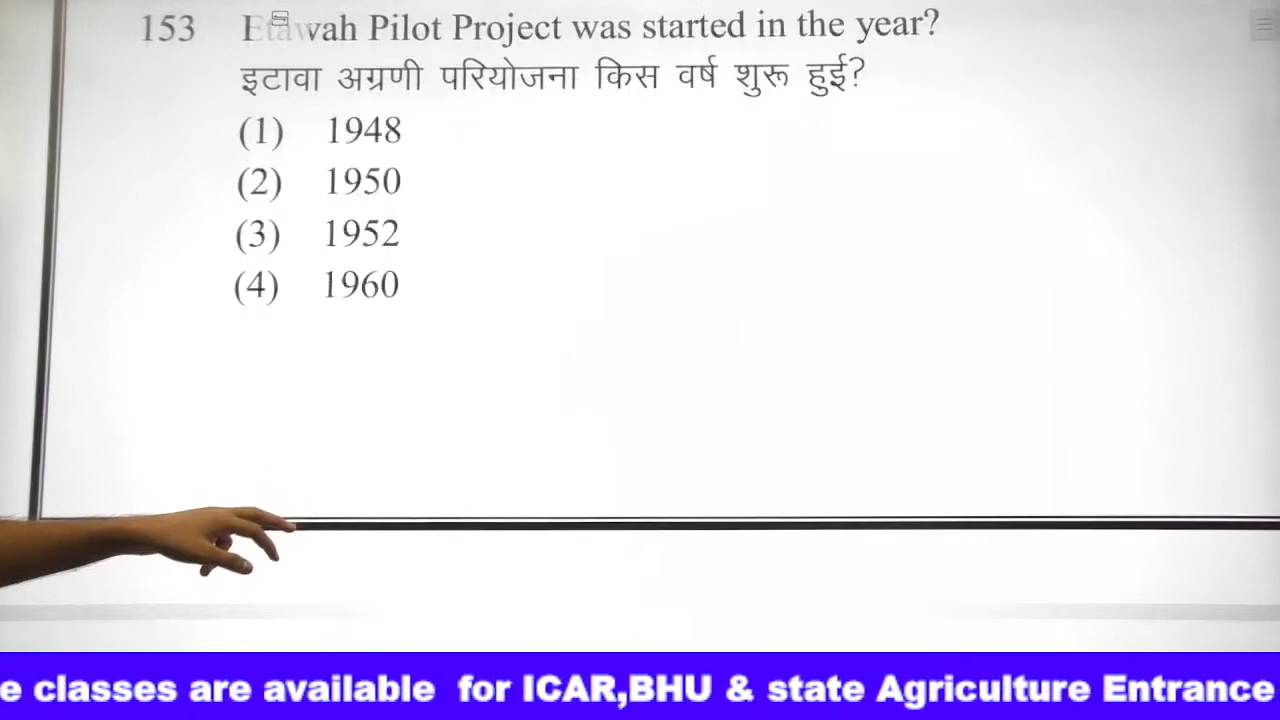 153 Etawah Pilot Project was started in the year?
इटावा अग्रणी परियोजना किस वर्ष शुरू हुई?
(1) 1948
(2) 1950
(3) 1952
(4) 1960
e classes are available for ICAR,BHU & state Agriculture Entrance